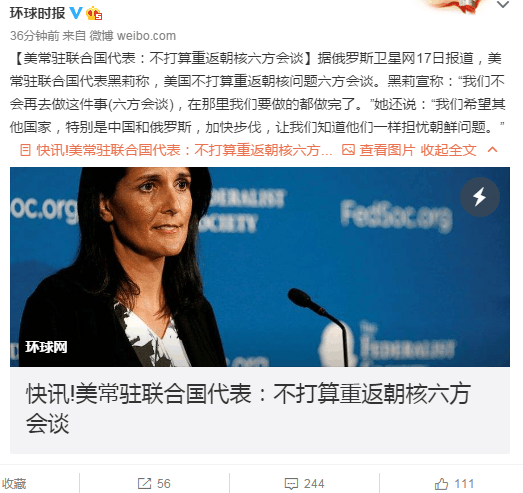 环球时报
36分钟前 来自 微博 weibo.com
【美常驻联合国代表：不打算重返朝核六方会谈】据俄罗斯卫星网17日报道，美
常驻联合国代表黑莉称，美国不打算重返朝核问题六方会谈。黑莉宣称：“我们不
会再去做这件事(六方会谈)，在那里我们要做的都做完了。”她还说：“我们希望其
他国家，特别是中国和俄罗斯，加快步伐，让我们知道他们一样担忧朝鲜问题。”
快讯!美常驻联合国代表：不打算重返朝核六方... 查看图片 收起全文
oc.org
FEDERALIST
SOCIETY
FedSoc.org
The
FEDERALIST
SOCIETY
环球网
快讯!美常驻联合国代表：不打算重返朝核六方
会谈
收藏 56 244 111